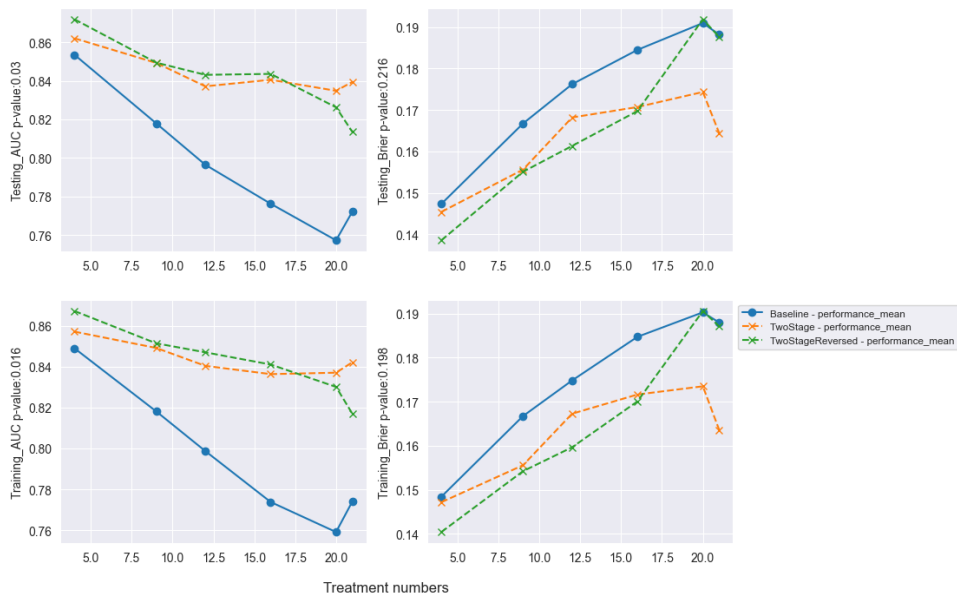 Testing_AUC p-value:0.03
0.86
0.84
0.82
0.80
0.78
0.76
5.0 7.5 10.0 12.5 15.0 17.5 20.0
Testing_Brier p-value:0.216
0.19
0.18
0.17
0.16
0.15
0.14
5.0 7.5 10.0 12.5 15.0 17.5 20.0
Training_AUC p-value:0.016
0.86
0.84
0.82
0.80
0.78
0.76
5.0 7.5 10.0 12.5 15.0 17.5 20.0
Training_Brier p-value:0.198
0.19
0.18
0.17
0.16
0.15
0.14
5.0 7.5 10.0 12.5 15.0 17.5 20.0
Baseline - performance_mean
TwoStage - performance_mean
TwoStageReversed - performance_mean
Treatment numbers